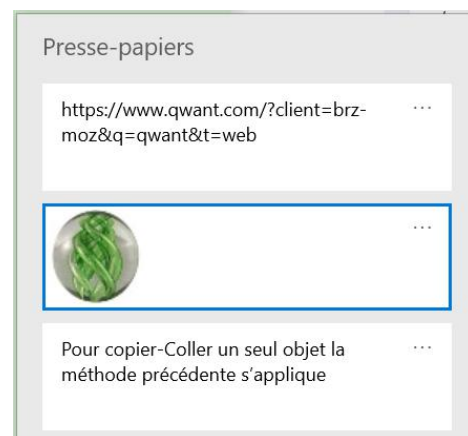 Presse-papiers
https://www.qwant.com/?client=brz-
moz&q=qwant&t=web
Pour copier-Coller un seul objet la
méthode précédente s’applique